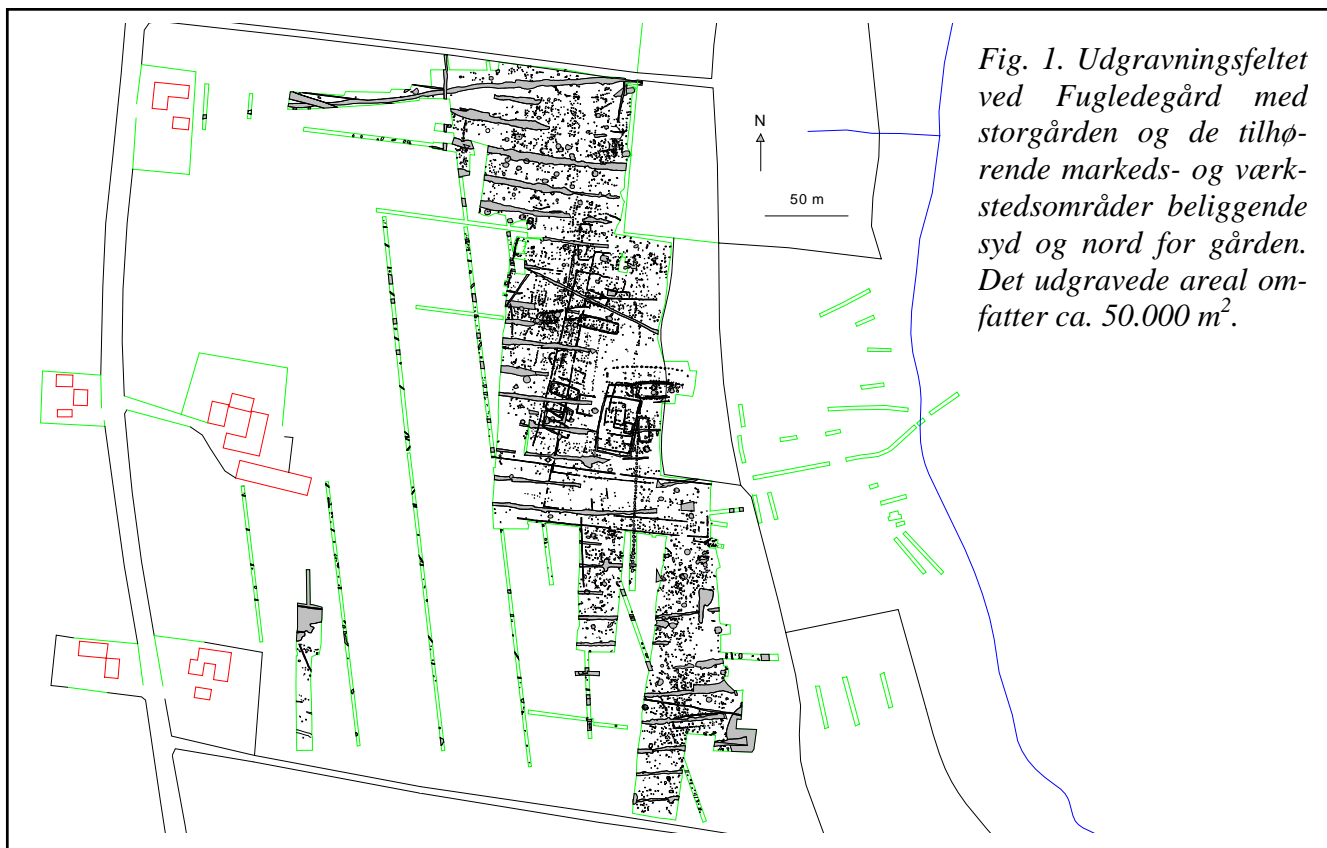 Fig. 1. Udgravningsfeltet
ved Fugledegård med
storgården og de tilhø-
rende markeds- og værk-
stedsområder beliggende
syd og nord for gården.
Det udgravede areal om-
fatter ca. 50.000 m².
N
50 m